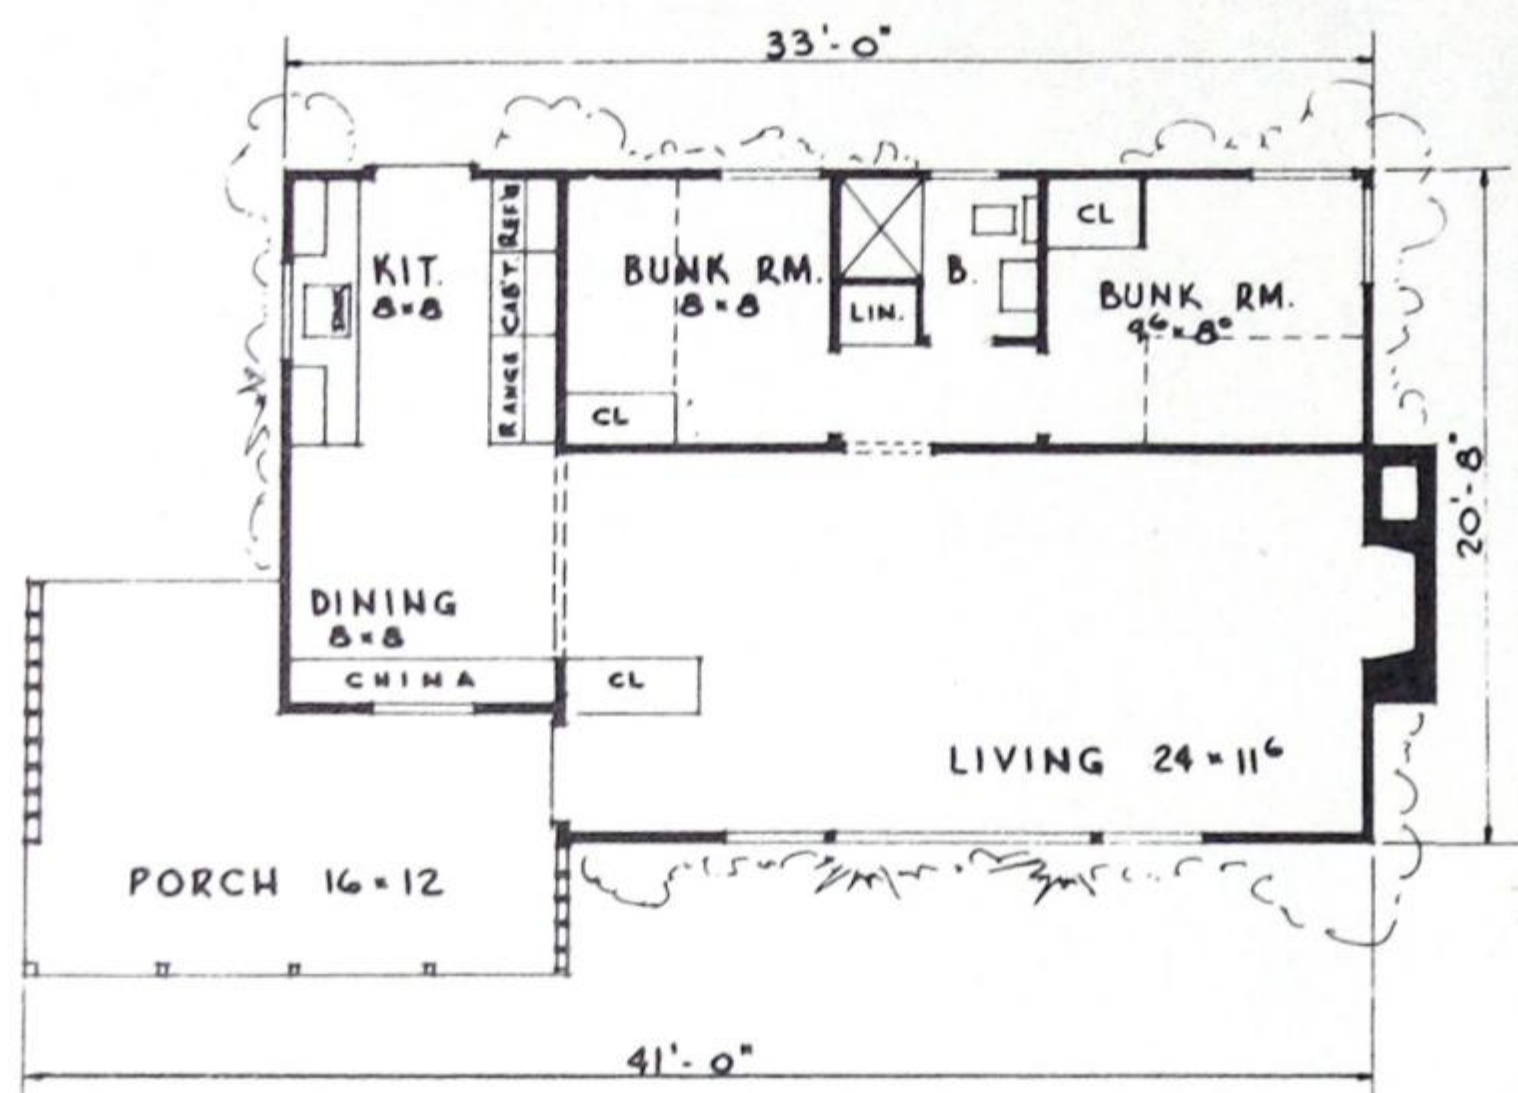 33'-0"
KIT.
8×8
REF'G
CAB'T.
RANGE
BUNK RM.
8×8
CL
LIN.
B.
CL
BUNK RM.
9⁶×8⁰
20'-8"
DINING
8×8
CHINA
CL
LIVING 24×11⁶
PORCH 16×12
41'-0"